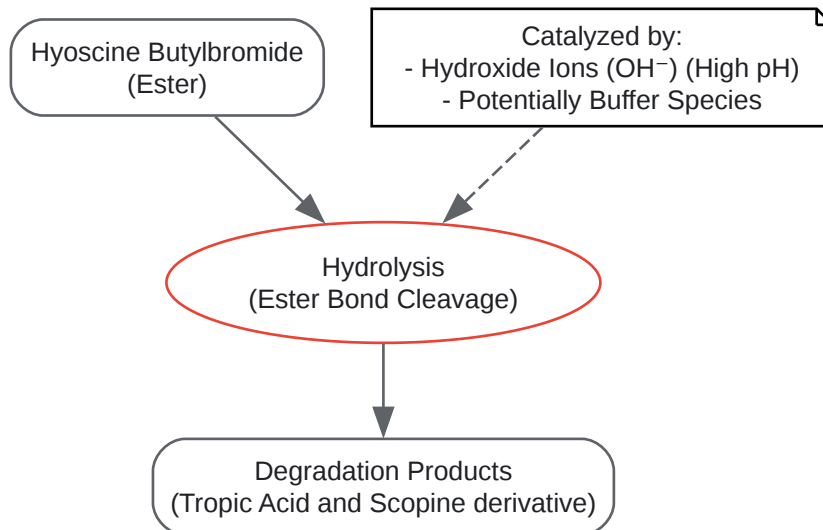 Hyoscine Butylbromide
(Ester)
Catalyzed by:
- Hydroxide Ions (OH⁻) (High pH)
- Potentially Buffer Species
Hydrolysis
(Ester Bond Cleavage)
Degradation Products
(Tropic Acid and Scopine derivative)